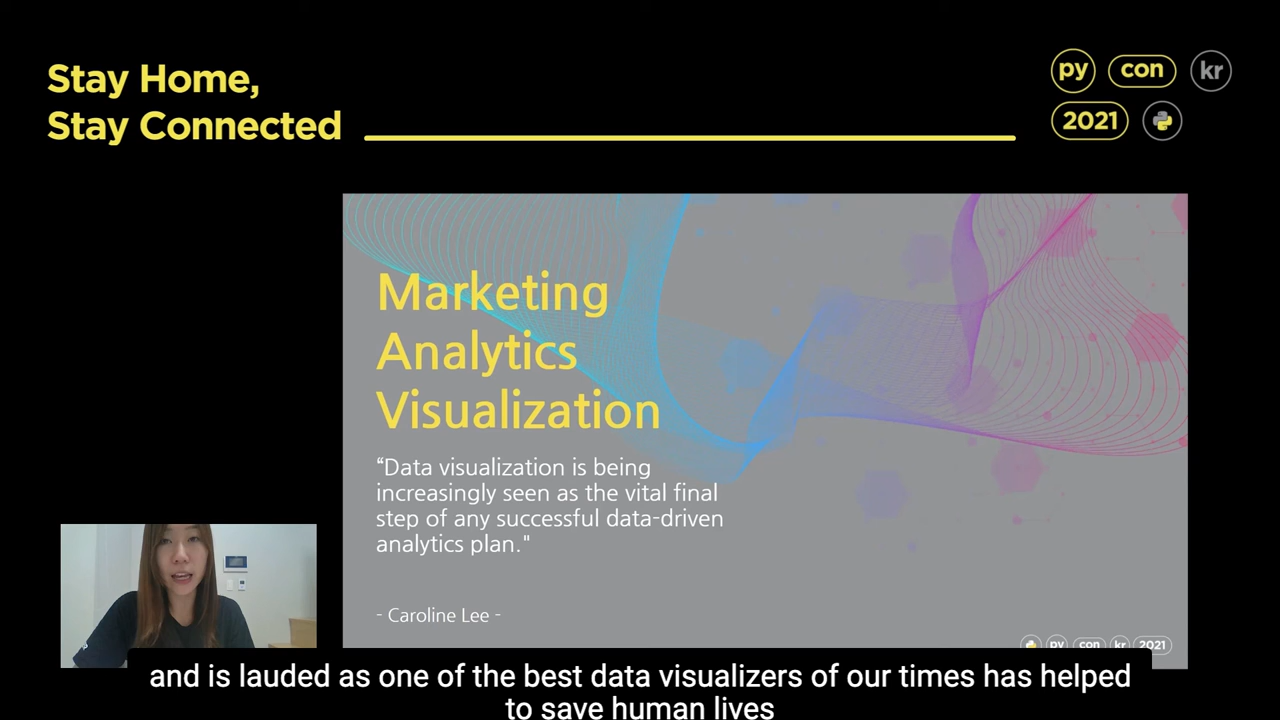 Stay Home,
Stay Connected
py con kr
2021
Marketing
Analytics
Visualization
“Data visualization is being
increasingly seen as the vital final
step of any successful data-driven
analytics plan."
- Caroline Lee -
py con kr 2021
and is lauded as one of the best data visualizers of our times has helped
to save human lives